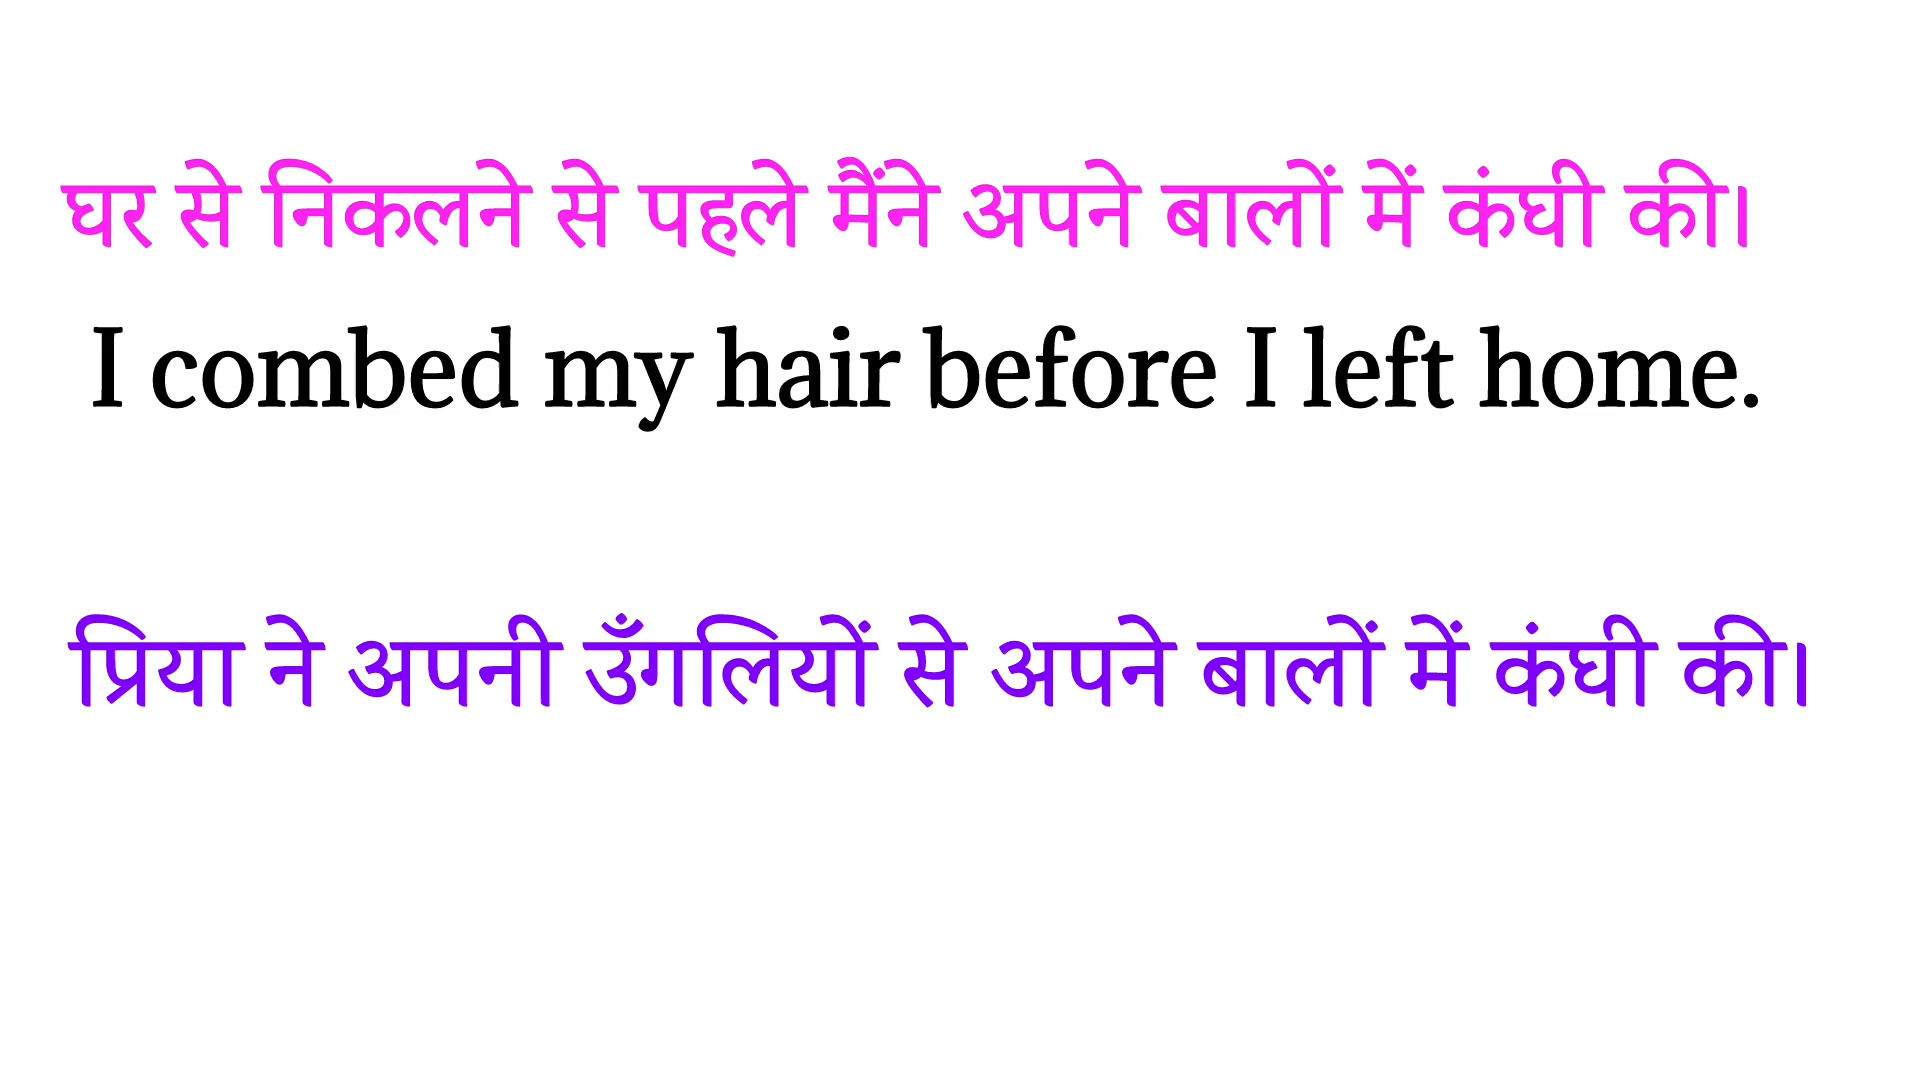 घर से निकलने से पहले मैंने अपने बालों में कंघी की।
I combed my hair before I left home.
प्रिया ने अपनी उँगलियों से अपने बालों में कंघी की।